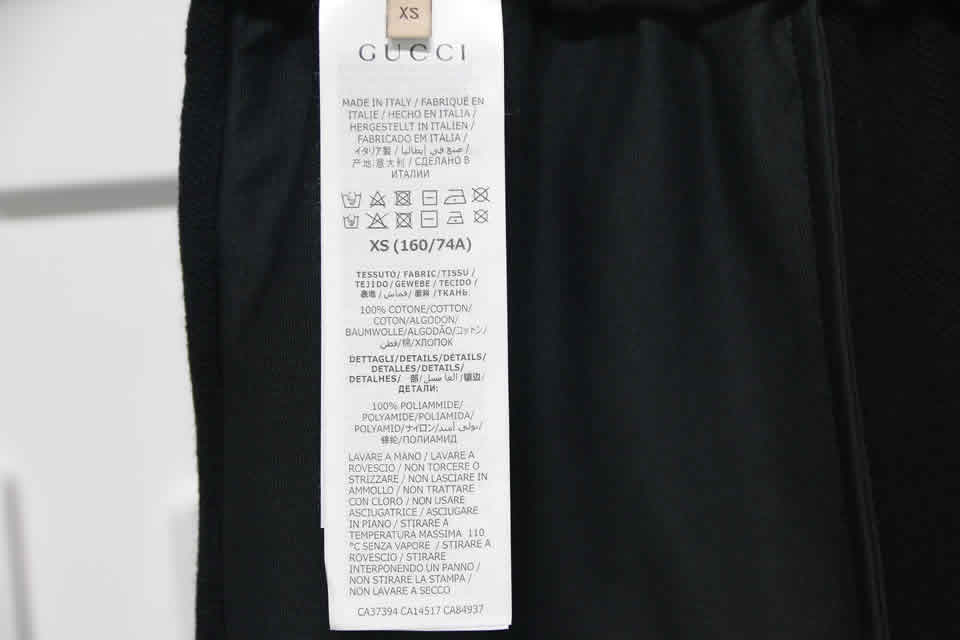 XS
GUCCI
MADE IN ITALY / FABRIQUÉ EN
ITALIE / HECHO EN ITALIA /
HERGESTELLT IN ITALIEN /
FABRICADO EM ITÁLIA /
イタリア製 / صنع في إيطاليا /
产地:意大利 / СДЕЛАНО В
ИТАЛИИ
XS (160/74A)
TESSUTO/ FABRIC/TISSU /
TEJIDO/GEWEBE / TECIDO /
表地 / قماش / 面料 /ТКАНЬ
100% COTONE/COTTON/
COTON/ALGODON/
BAUMWOLLE/ALGODÃO/コットン/
قطن/棉/ХЛОПОК
DETTAGLI/DETAILS/DÉTAILS/
DETALLES/DETAILS/
DETALHES/ 部/
ДЕТАЛИ:
100% POLIAMMIDE/
POLYAMIDE/POLIAMIDA/
POLYAMID/ナイロン/بولي أميد/
锦纶/ПОЛИАМИД
LAVARE A MANO / LAVARE A
ROVESCIO / NON TORCERE O
STRIZZARE / NON LASCIARE IN
AMMOLLO / NON TRATTARE
CON CLORO / NON USARE
ASCIUGATRICE / ASCIUGARE
IN PIANO / STIRARE A
TEMPERATURA MASSIMA 110
°C SENZA VAPORE / STIRARE A
ROVESCIO / STIRARE
INTERPONENDO UN PANNO /
NON STIRARE LA STAMPA /
NON LAVARE A SECCO
CA37394 CA14517 CA84937